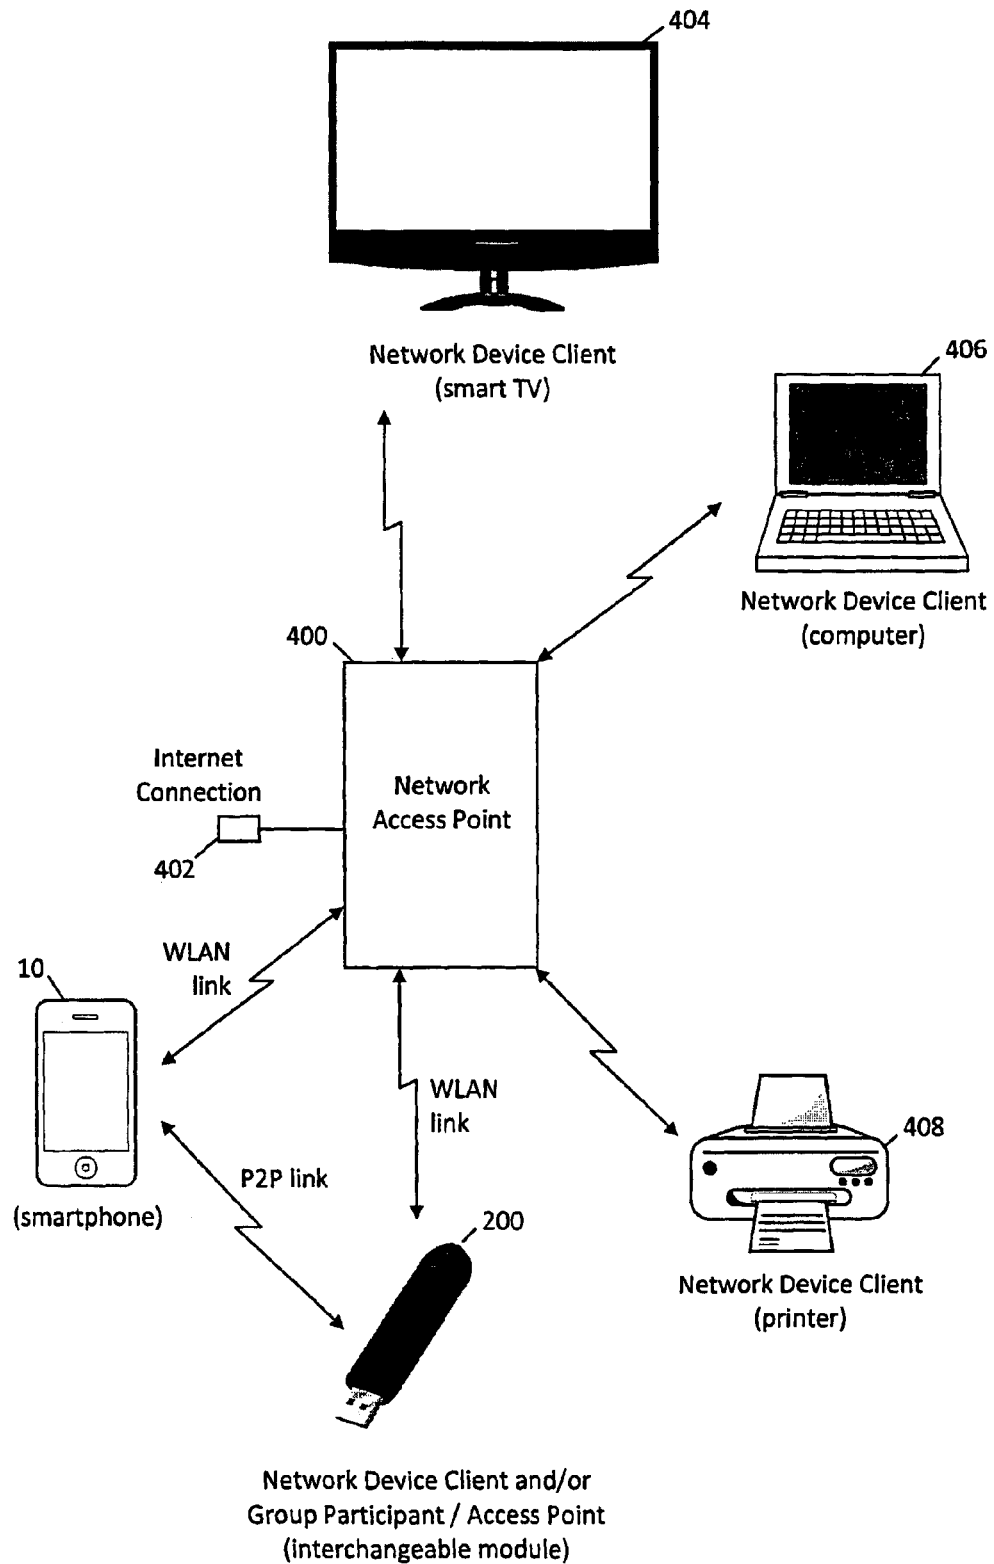 404
Network Device Client
(smart TV)
406
Network Device Client
(computer)
400
Internet
Connection
Network
Access Point
402
WLAN
link
10
(smartphone)
WLAN
link
P2P link
408
200
Network Device Client
(printer)
Network Device Client and/or
Group Participant / Access Point
(interchangeable module)